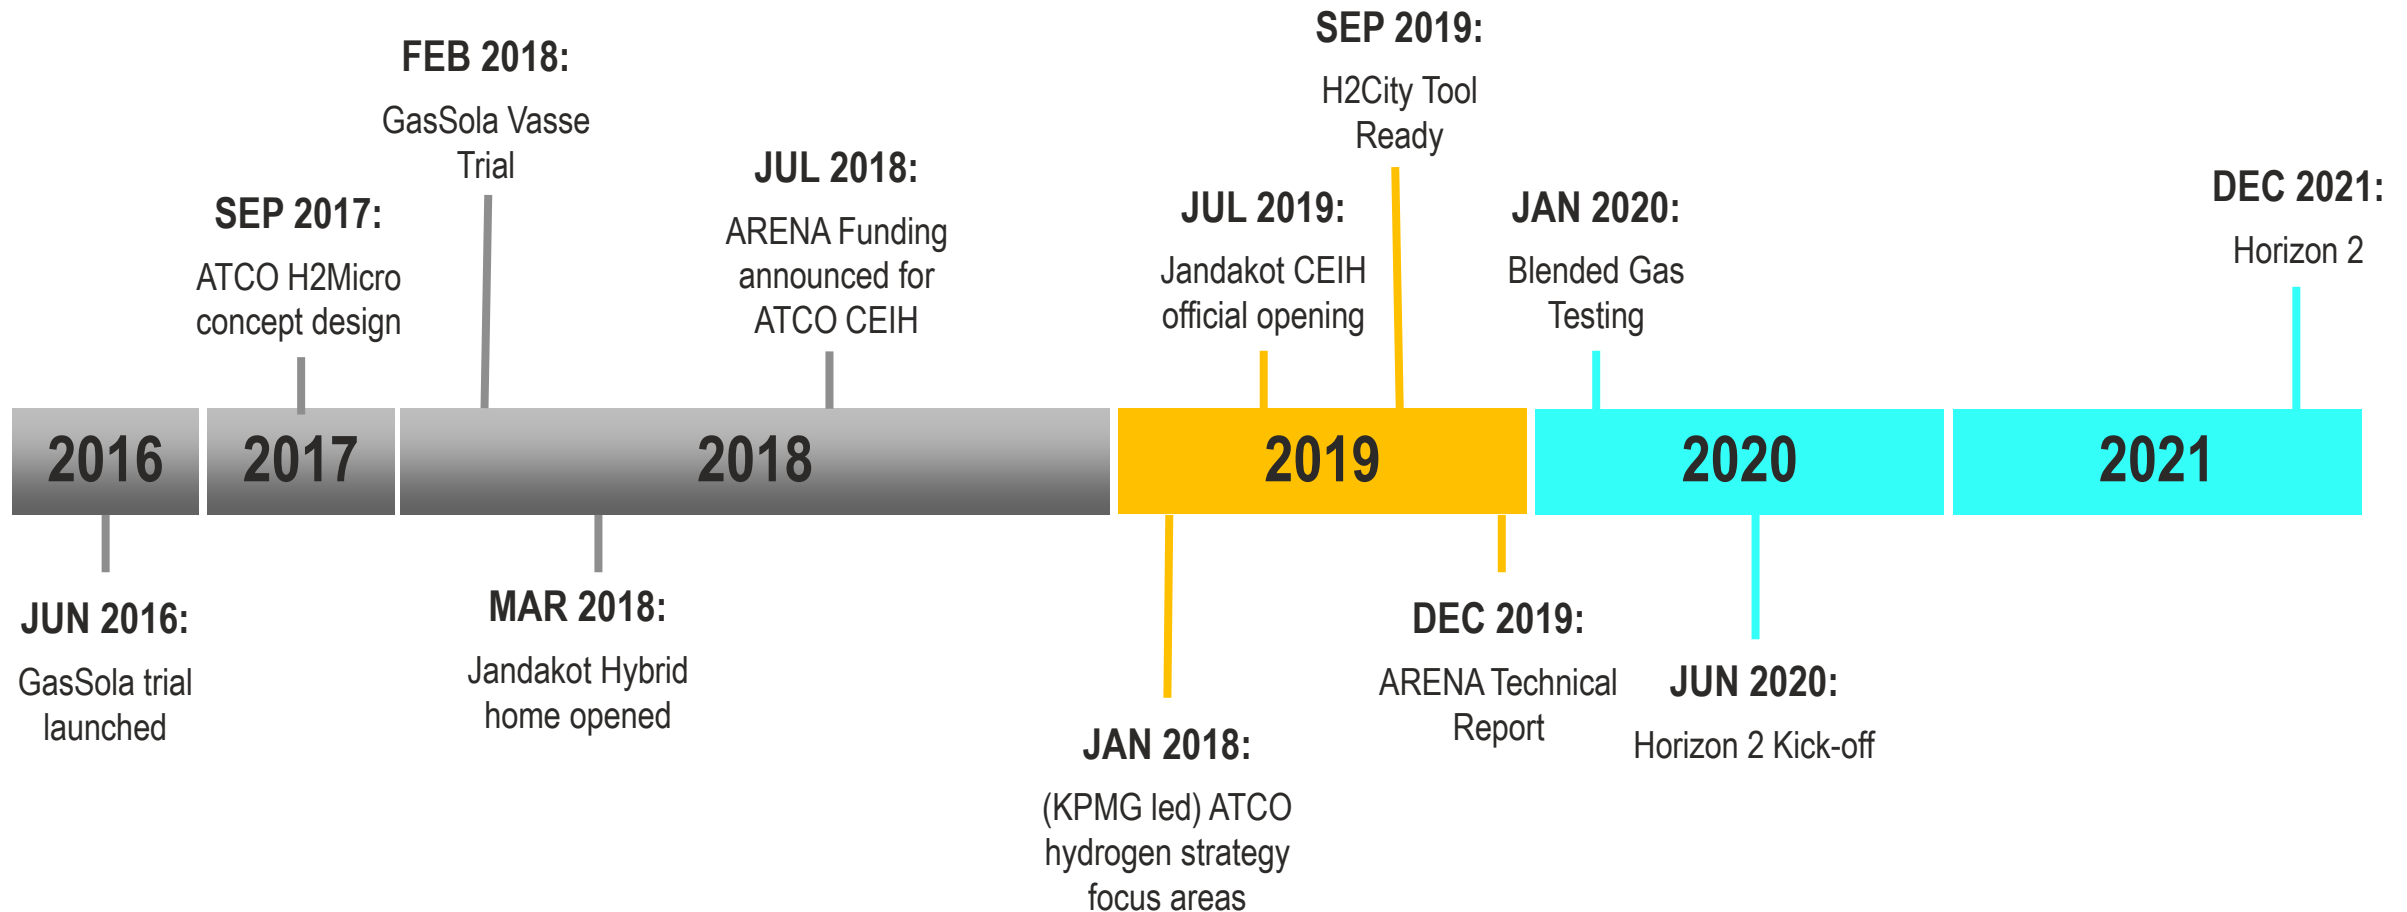 SEP 2019:
H2City Tool
Ready
FEB 2018:
GasSola Vasse
Trial
JUL 2018:
ARENA Funding
announced for
ATCO CEIH
DEC 2021:
Horizon 2
SEP 2017:
ATCO H2Micro
concept design
JUL 2019:
Jandakot CEIH
official opening
JAN 2020:
Blended Gas
Testing
2016
2017
2018
2019
2020
2021
JUN 2016:
GasSola trial
launched
MAR 2018:
Jandakot Hybrid
home opened
JAN 2018:
(KPMG led) ATCO
hydrogen strategy
focus areas
DEC 2019:
ARENA Technical
Report
JUN 2020:
Horizon 2 Kick-off